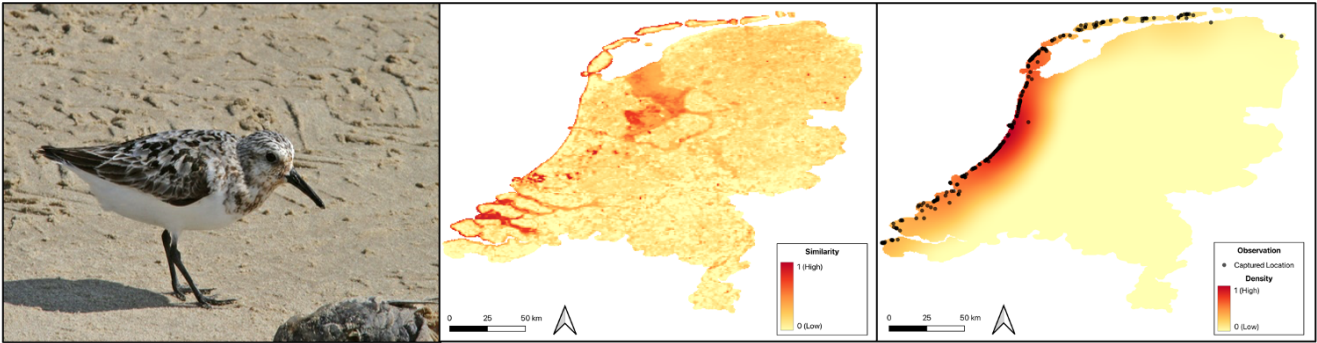 Similarity
1 (High)
0 (Low)
0 25 50 km
Observation
Captured Location
Density
1 (High)
0 (Low)
0 25 50 km